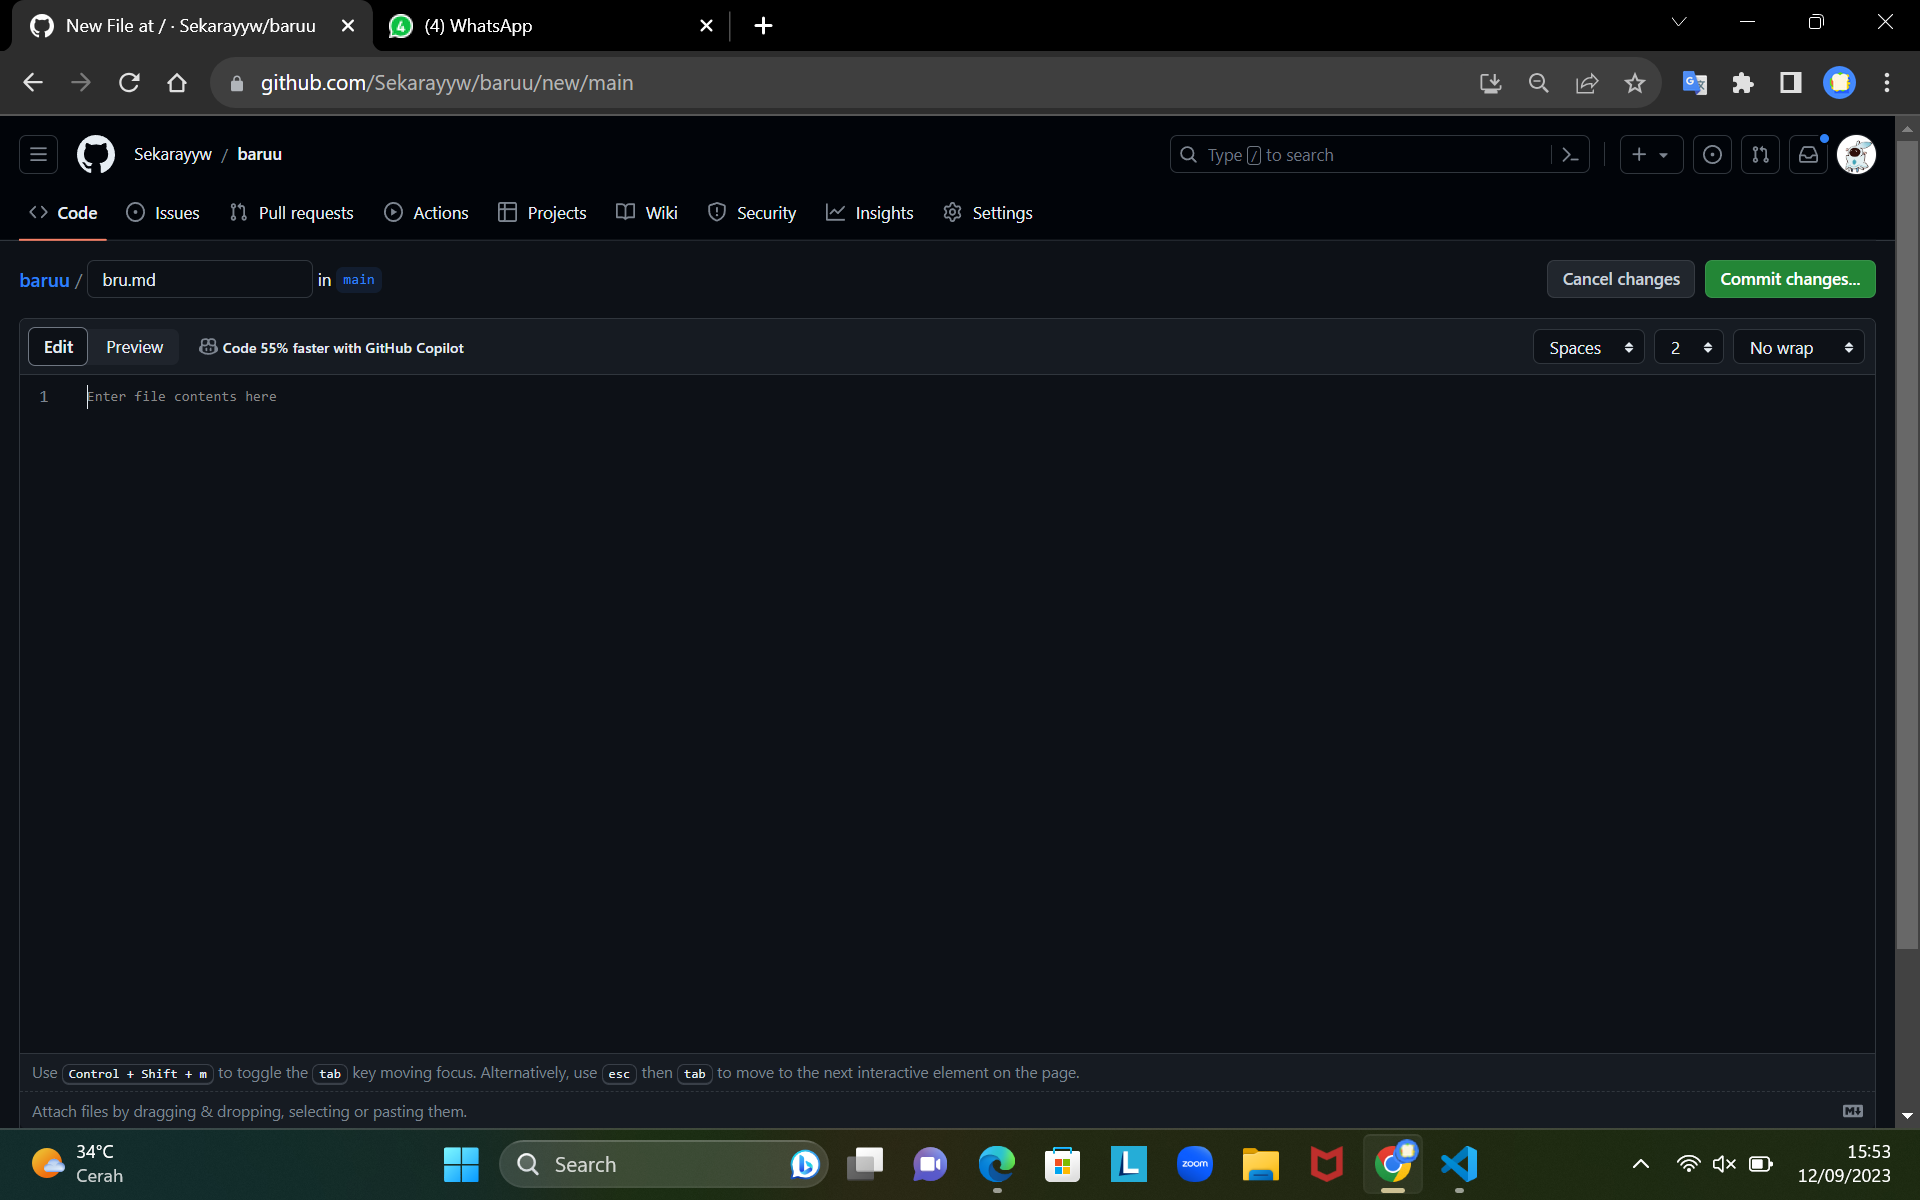 New File at / · Sekarayyw/baruu
4 (4) WhatsApp
github.com/Sekarayyw/baruu/new/main
Sekarayyw / baruu
Type / to search
Code Issues Pull requests Actions Projects Wiki Security Insights Settings
baruu / bru.md in main
Cancel changes Commit changes...
Edit Preview Code 55% faster with GitHub Copilot
Spaces 2 No wrap
1 Enter file contents here
Use Control + Shift + m to toggle the tab key moving focus. Alternatively, use esc then tab to move to the next interactive element on the page.
Attach files by dragging & dropping, selecting or pasting them.
34°C
Cerah
Search
zoom
15:53
12/09/2023